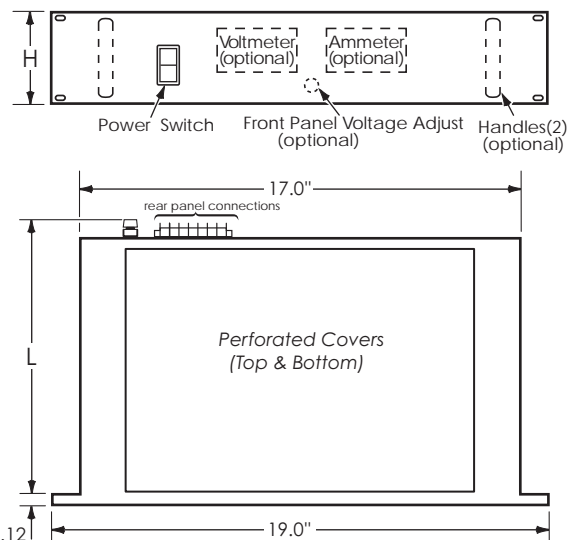 H
Voltmeter
(optional)
Ammeter
(optional)
Power Switch
Front Panel Voltage Adjust
(optional)
Handles(2)
(optional)
17.0"
rear panel connections
Perforated Covers
(Top & Bottom)
L
.12
19.0"